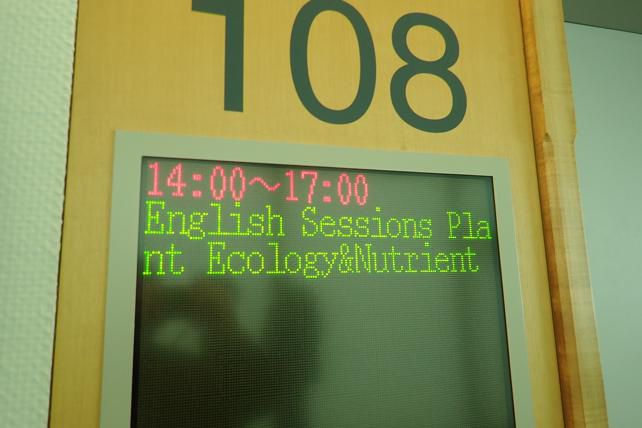 108
14:00～17:00
English Sessions Pla
nt Ecology&Nutrient